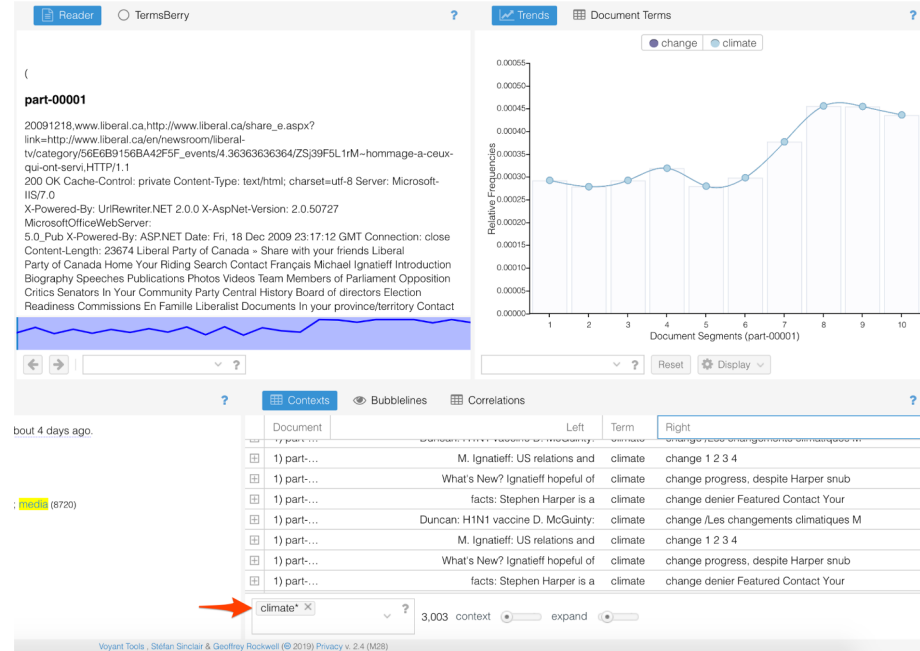 Reader
TermsBerry
?
(
part-00001
20091218,www.liberal.ca,http://www.liberal.ca/share_e.aspx?
link=http://www.liberal.ca/en/newsroom/liberal-
tv/category/56E6B9156BA42F5F_events/4.36363636364/ZSj39F5L1rM~hommage-a-ceux-
qui-ont-servi,HTTP/1.1
200 OK Cache-Control: private Content-Type: text/html; charset=utf-8 Server: Microsoft-
IIS/7.0
X-Powered-By: UrlRewriter.NET 2.0.0 X-AspNet-Version: 2.0.50727
MicrosoftOfficeWebServer:
5.0_Pub X-Powered-By: ASP.NET Date: Fri, 18 Dec 2009 23:17:12 GMT Connection: close
Content-Length: 23674 Liberal Party of Canada » Share with your friends Liberal
Party of Canada Home Your Riding Search Contact Français Michael Ignatieff Introduction
Biography Speeches Publications Photos Videos Team Members of Parliament Opposition
Critics Senators In Your Community Party Central History Board of directors Election
Readiness Commissions En Famille Liberalist Documents In your province/territory Contact
?
Trends
Document Terms
?
change climate
0.00055
0.00050
0.00045
0.00040
0.00035
0.00030
0.00025
0.00020
0.00015
0.00010
0.00005
0.00000
Relative Frequencies
1 2 3 4 5 6 7 8 9 10
Document Segments (part-00001)
? Reset Display
?
bout 4 days ago.
; media (8720)
Contexts
Bubblelines
Correlations
?
Document Left Term Right
1) part-... Duncan: H1N1 vaccine D. McGuinty: climate change /Les changements climatiques M
1) part-... M. Ignatieff: US relations and climate change 1 2 3 4
1) part-... What's New? Ignatieff hopeful of climate change progress, despite Harper snub
1) part-... facts: Stephen Harper is a climate change denier Featured Contact Your
1) part-... Duncan: H1N1 vaccine D. McGuinty: climate change /Les changements climatiques M
1) part-... M. Ignatieff: US relations and climate change 1 2 3 4
1) part-... What's New? Ignatieff hopeful of climate change progress, despite Harper snub
1) part-... facts: Stephen Harper is a climate change denier Featured Contact Your
climate* ×
? 3,003 context expand
Voyant Tools , Stéfan Sinclair & Geoffrey Rockwell (© 2019) Privacy v. 2.4 (M28)